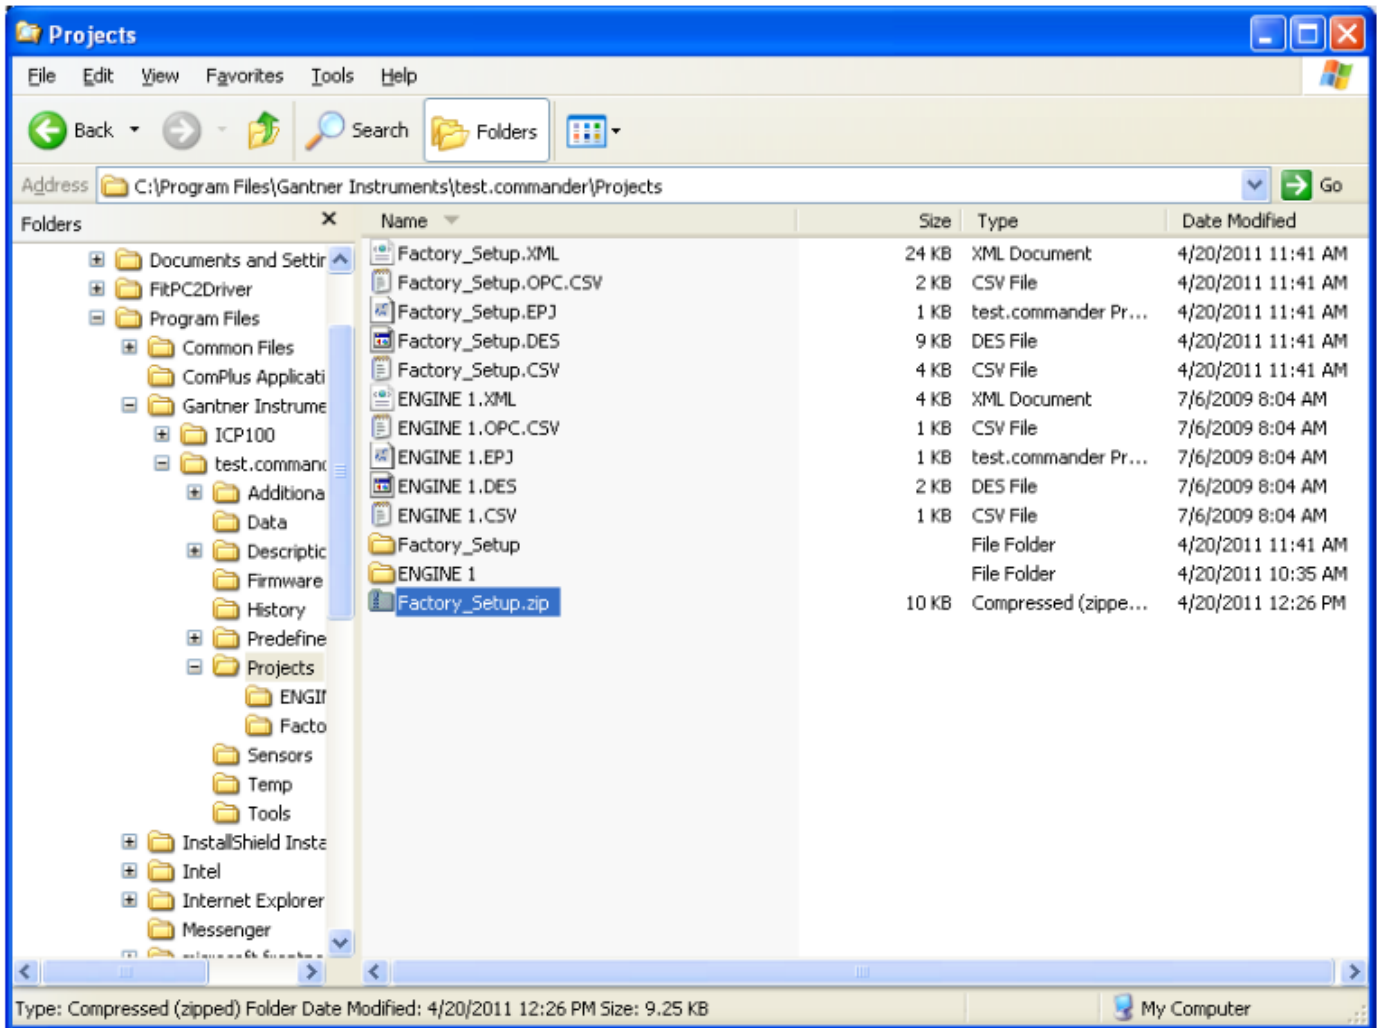 Projects
File Edit View Favorites Tools Help
Back Search Folders
Address C:\Program Files\Gantner Instruments\test.commander\Projects Go
Folders Name Size Type Date Modified
Documents and Settir
FitPC2Driver
Program Files
Common Files
ComPlus Applicati
Gantner Instrume
ICP100
test.command
Additiona
Data
Descriptic
Firmware
History
Predefine
Projects
ENGIN
Facto
Sensors
Temp
Tools
InstallShield Insta
Intel
Internet Explorer
Messenger
Factory_Setup.XML 24 KB XML Document 4/20/2011 11:41 AM
Factory_Setup.OPC.CSV 2 KB CSV File 4/20/2011 11:41 AM
Factory_Setup.EPJ 1 KB test.commander Pr... 4/20/2011 11:41 AM
Factory_Setup.DES 9 KB DES File 4/20/2011 11:41 AM
Factory_Setup.CSV 4 KB CSV File 4/20/2011 11:41 AM
ENGINE 1.XML 4 KB XML Document 7/6/2009 8:04 AM
ENGINE 1.OPC.CSV 1 KB CSV File 7/6/2009 8:04 AM
ENGINE 1.EPJ 1 KB test.commander Pr... 7/6/2009 8:04 AM
ENGINE 1.DES 2 KB DES File 7/6/2009 8:04 AM
ENGINE 1.CSV 1 KB CSV File 7/6/2009 8:04 AM
Factory_Setup File Folder 4/20/2011 11:41 AM
ENGINE 1 File Folder 4/20/2011 10:35 AM
Factory_Setup.zip 10 KB Compressed (zippe... 4/20/2011 12:26 PM
Type: Compressed (zipped) Folder Date Modified: 4/20/2011 12:26 PM Size: 9.25 KB My Computer